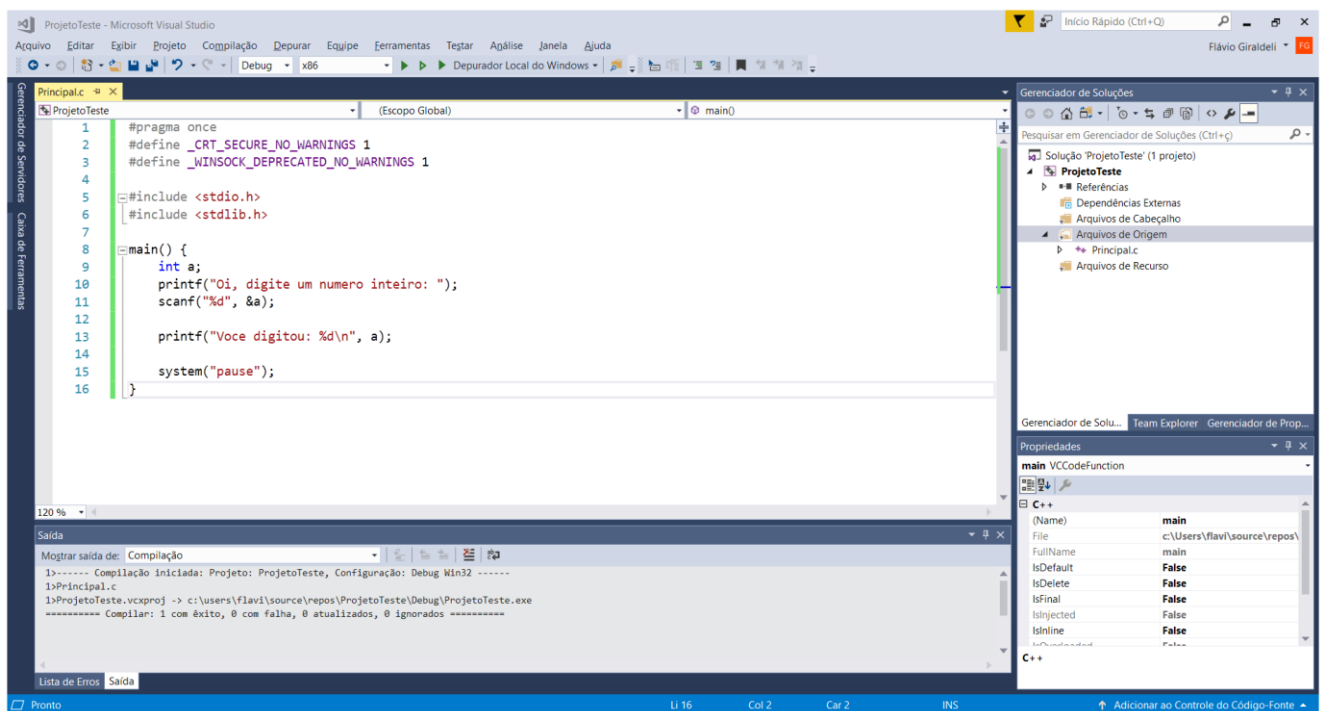 ProjetoTeste - Microsoft Visual Studio
Início Rápido (Ctrl+Q)
Arquivo Editar Exibir Projeto Compilação Depurar Equipe Ferramentas Testar Análise Janela Ajuda
Flávio Giraldeli FG
Debug x86 Depurador Local do Windows
Gerenciador de Servidores
Caixa de Ferramentas
Principal.c
ProjetoTeste (Escopo Global) main()
1 #pragma once
2 #define _CRT_SECURE_NO_WARNINGS 1
3 #define _WINSOCK_DEPRECATED_NO_WARNINGS 1
4
5 #include <stdio.h>
6 #include <stdlib.h>
7
8 main() {
9 int a;
10 printf("Oi, digite um numero inteiro: ");
11 scanf("%d", &a);
12
13 printf("Voce digitou: %d\n", a);
14
15 system("pause");
16 }
120 %
Saída
Mostrar saída de: Compilação
1>------ Compilação iniciada: Projeto: ProjetoTeste, Configuração: Debug Win32 ------
1>Principal.c
1>ProjetoTeste.vcxproj -> c:\users\flavi\source\repos\ProjetoTeste\Debug\ProjetoTeste.exe
========== Compilar: 1 com êxito, 0 com falha, 0 atualizados, 0 ignorados ==========
Lista de Erros Saída
Gerenciador de Soluções
Pesquisar em Gerenciador de Soluções (Ctrl+ç)
Solução 'ProjetoTeste' (1 projeto)
ProjetoTeste
Referências
Dependências Externas
Arquivos de Cabeçalho
Arquivos de Origem
Principal.c
Arquivos de Recurso
Gerenciador de Solu... Team Explorer Gerenciador de Prop...
Propriedades
main VCCodeFunction
C++
(Name) main
File c:\Users\flavi\source\repos\
FullName main
IsDefault False
IsDelete False
IsFinal False
IsInjected False
IsInline False
IsOverloaded False
C++
Pronto Li 16 Col 2 Car 2 INS Adicionar ao Controle do Código-Fonte